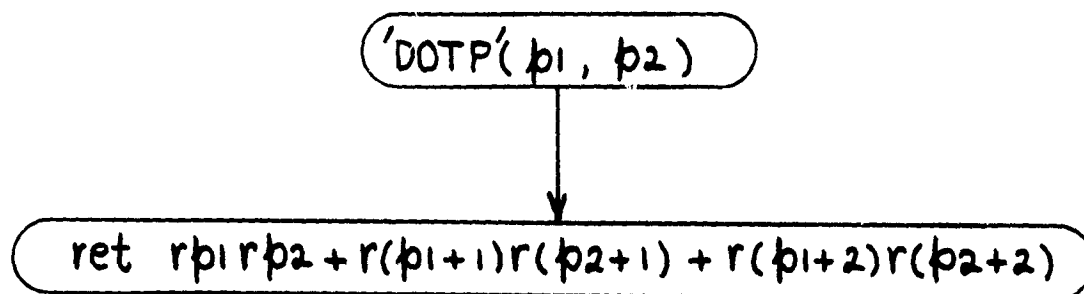 'DOTP'(p1, p2)
ret rp1rp2 + r(p1+1)r(p2+1) + r(p1+2)r(p2+2)